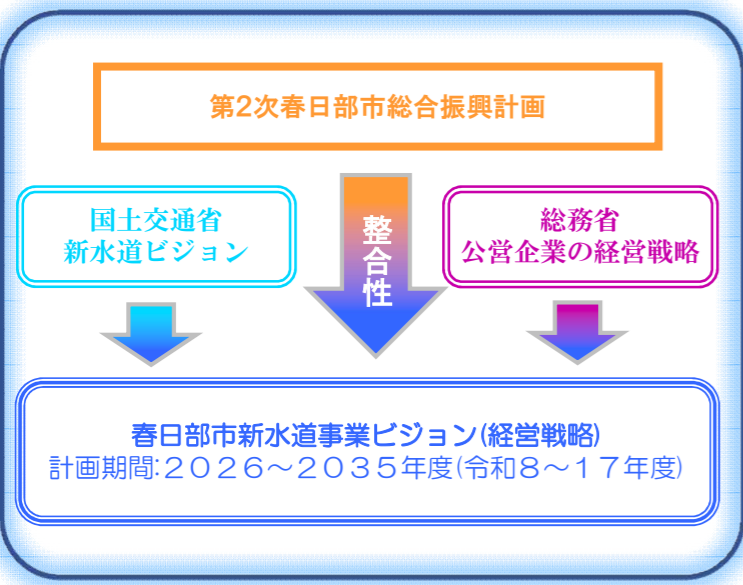 第2次春日部市総合振興計画
国土交通省
新水道ビジョン
整合性
総務省
公営企業の経営戦略
春日部市新水道事業ビジョン(経営戦略)
計画期間:２０２６～２０３５年度(令和８～１７年度)